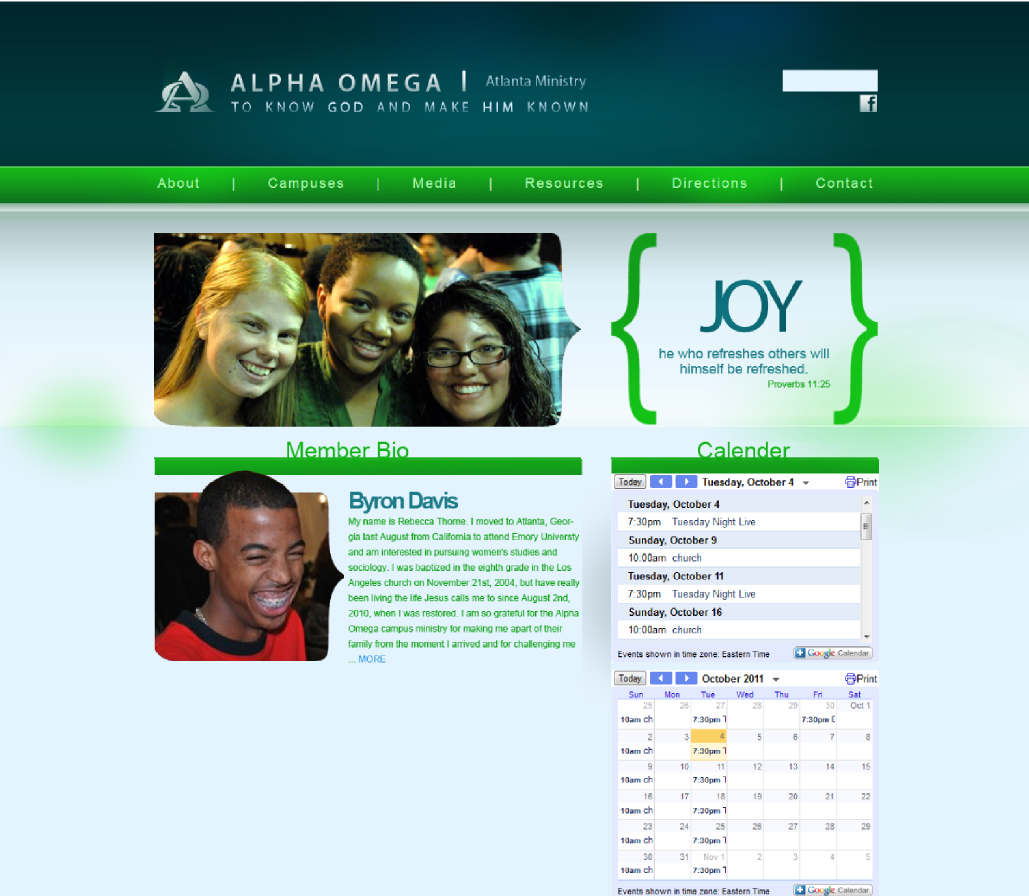 ALPHA OMEGA | Atlanta Ministry
TO KNOW GOD AND MAKE HIM KNOWN
f
About | Campuses | Media | Resources | Directions | Contact
{ JOY }
he who refreshes others will
himself be refreshed.
Proverbs 11:25
Member Bio
Byron Davis
My name is Rebecca Thorne. I moved to Atlanta, Geor-
gia last August from California to attend Emory Universty
and am interested in pursuing women's studies and
sociology. I was baptized in the eighth grade in the Los
Angeles church on November 21st, 2004, but have really
been living the life Jesus calls me to since August 2nd,
2010, when I was restored. I am so grateful for the Alpha
Omega campus ministry for making me apart of their
family from the moment I arrived and for challenging me
... MORE
Calender
Today Tuesday, October 4 Print
Tuesday, October 4
7:30pm Tuesday Night Live
Sunday, October 9
10:00am church
Tuesday, October 11
7:30pm Tuesday Night Live
Sunday, October 16
10:00am church
Events shown in time zone: Eastern Time Google Calendar
Today October 2011 Print
Sun Mon Tue Wed Thu Fri Sat
25 26 27 28 29 30 Oct 1
10am ch 7:30pm T 7:30pm D
2 3 4 5 6 7 8
10am ch 7:30pm T
9 10 11 12 13 14 15
10am ch 7:30pm T
16 17 18 19 20 21 22
10am ch 7:30pm T
23 24 25 26 27 28 29
10am ch 7:30pm T
30 31 Nov 1 2 3 4 5
10am ch 7:30pm T
Events shown in time zone: Eastern Time Google Calendar